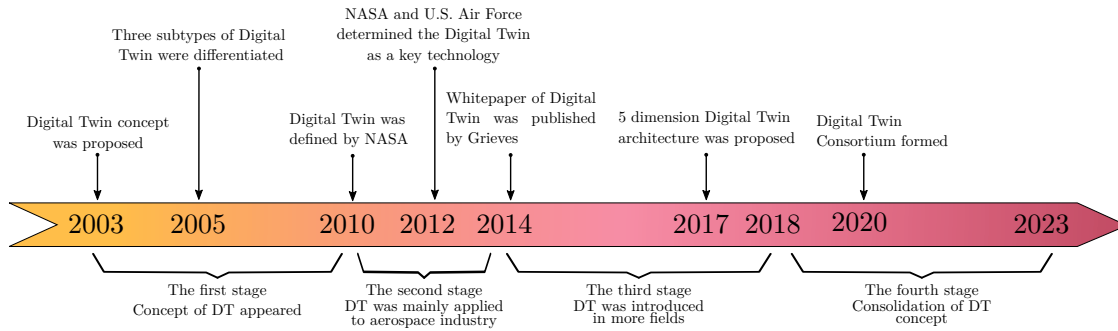 NASA and U.S. Air Force
determined the Digital Twin
as a key technology
Three subtypes of Digital
Twin were differentiated
Whitepaper of Digital
Twin was published
by Grieves
Digital Twin concept
was proposed
Digital Twin was
defined by NASA
5 dimension Digital Twin
architecture was proposed
Digital Twin
Consortium formed
2003 2005 2010 2012 2014 2017 2018 2020 2023
The first stage
Concept of DT appeared
The second stage
DT was mainly applied
to aerospace industry
The third stage
DT was introduced
in more fields
The fourth stage
Consolidation of DT
concept